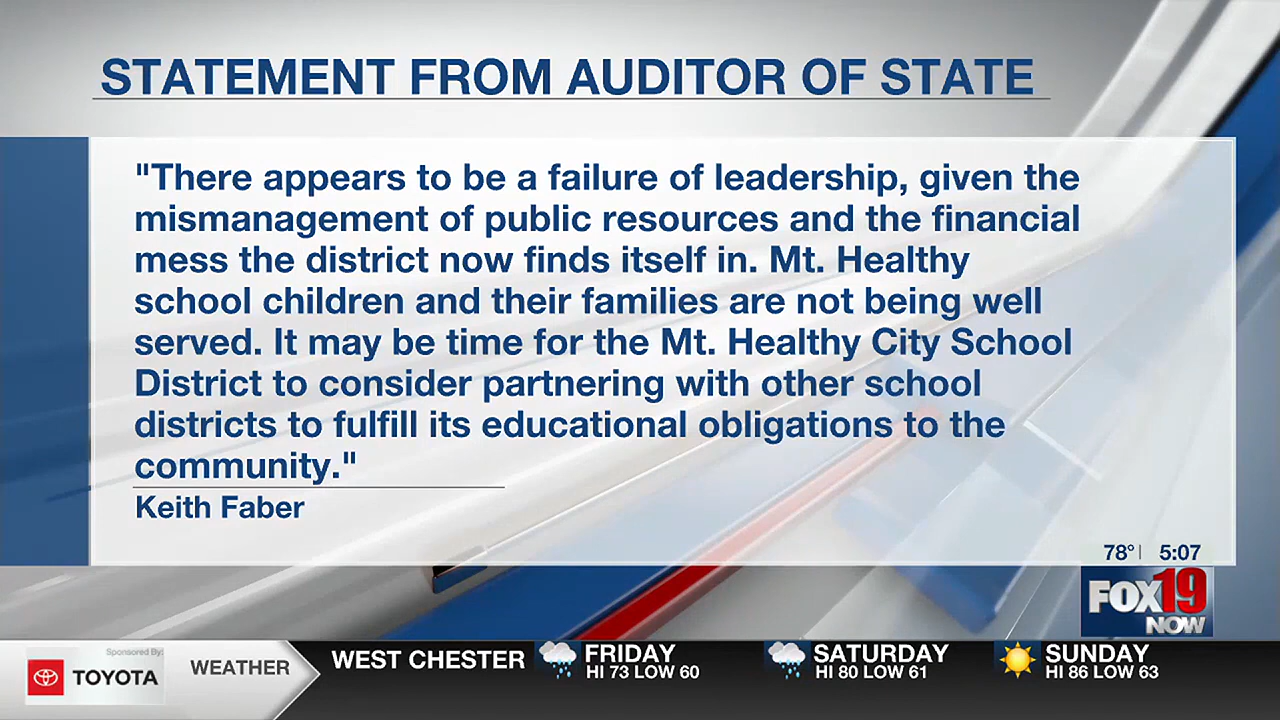 STATEMENT FROM AUDITOR OF STATE
"There appears to be a failure of leadership, given the
mismanagement of public resources and the financial
mess the district now finds itself in. Mt. Healthy
school children and their families are not being well
served. It may be time for the Mt. Healthy City School
District to consider partnering with other school
districts to fulfill its educational obligations to the
community."
Keith Faber
78° 5:07
FOX19
NOW
Sponsored By:
TOYOTA
WEATHER
WEST CHESTER
FRIDAY
HI 73 LOW 60
SATURDAY
HI 80 LOW 61
SUNDAY
HI 86 LOW 63